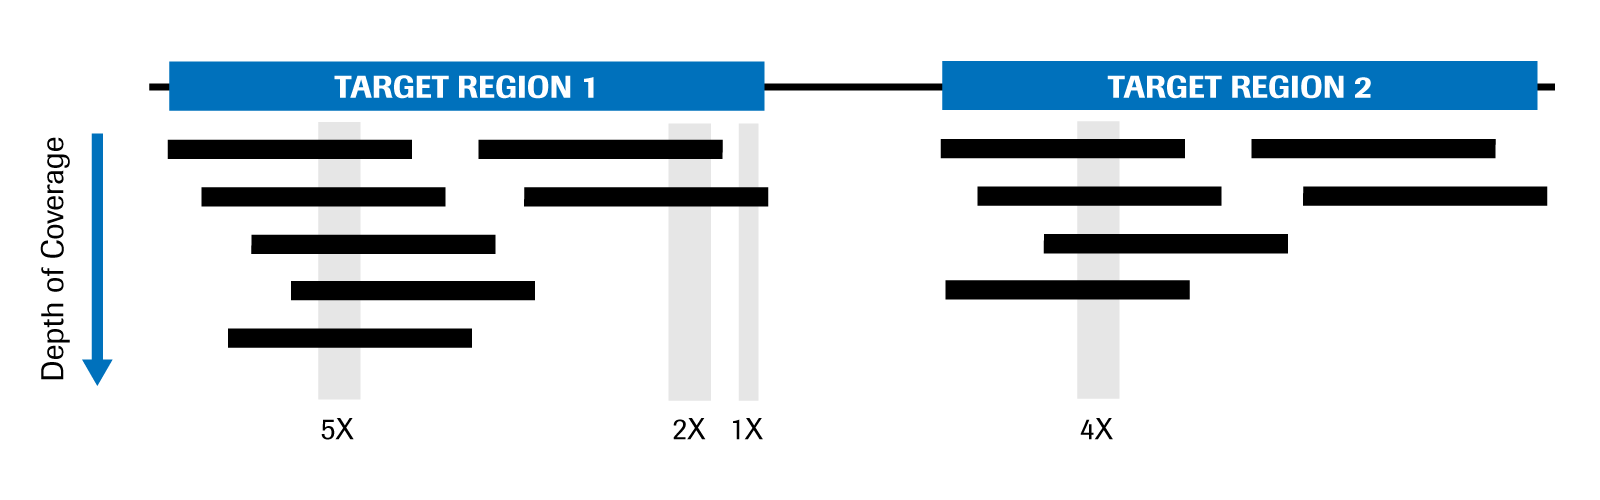 TARGET REGION 1
TARGET REGION 2
Depth of Coverage
5X
2X
1X
4X